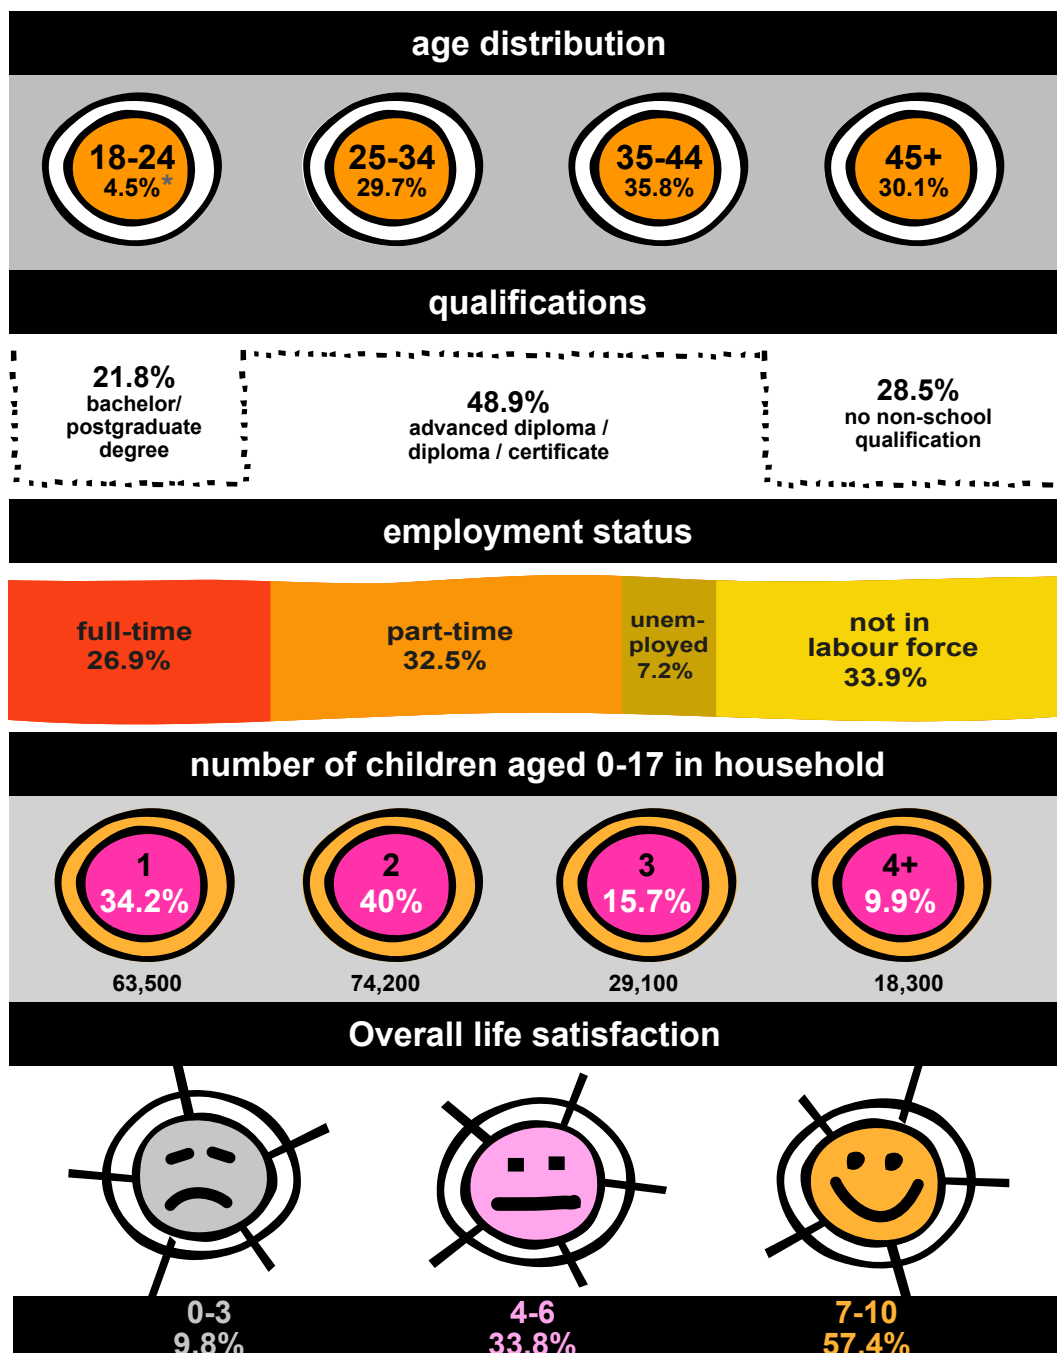 age distribution
18-24
4.5%*
25-34
29.7%
35-44
35.8%
45+
30.1%
qualifications
21.8%
bachelor/
postgraduate
degree
48.9%
advanced diploma /
diploma / certificate
28.5%
no non-school
qualification
employment status
full-time
26.9%
part-time
32.5%
unem-
ployed
7.2%
not in
labour force
33.9%
number of children aged 0-17 in household
1
34.2%
63,500
2
40%
74,200
3
15.7%
29,100
4+
9.9%
18,300
Overall life satisfaction
0-3
9.8%
4-6
33.8%
7-10
57.4%